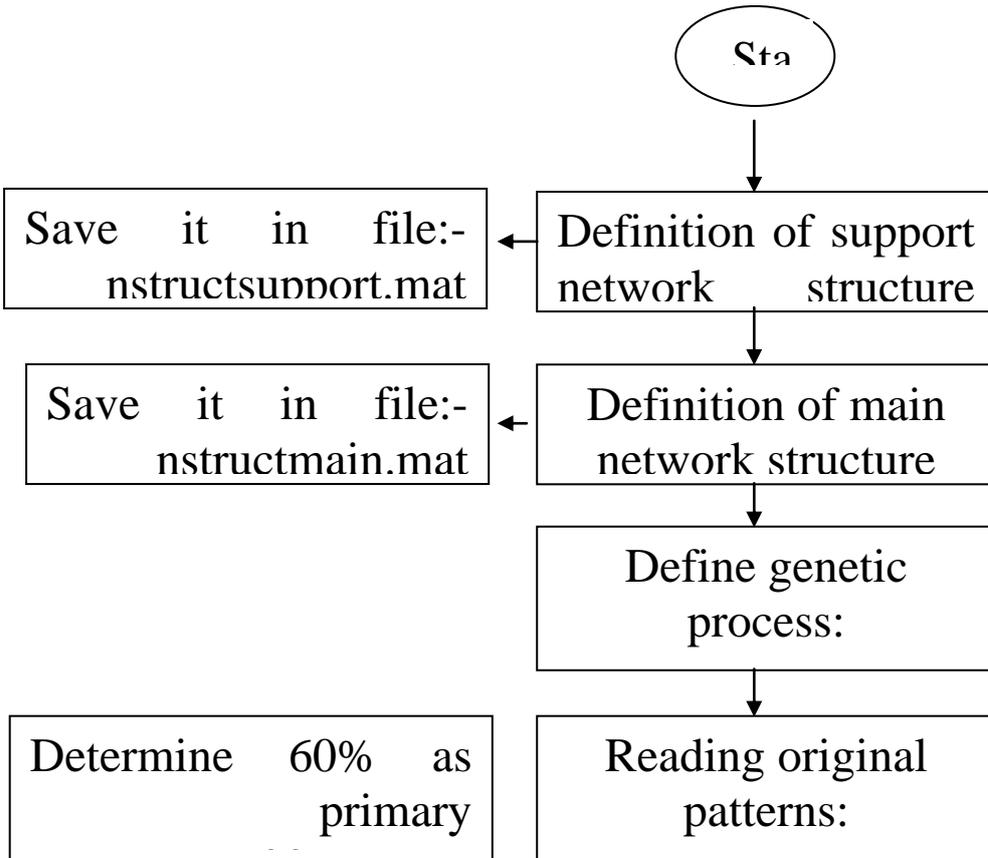 Sta
Save it in file:-
nstructsupport.mat
Definition of support
network structure
Save it in file:-
nstructmain.mat
Definition of main
network structure
Define genetic
process:
Determine 60% as
primary
Reading original
patterns: